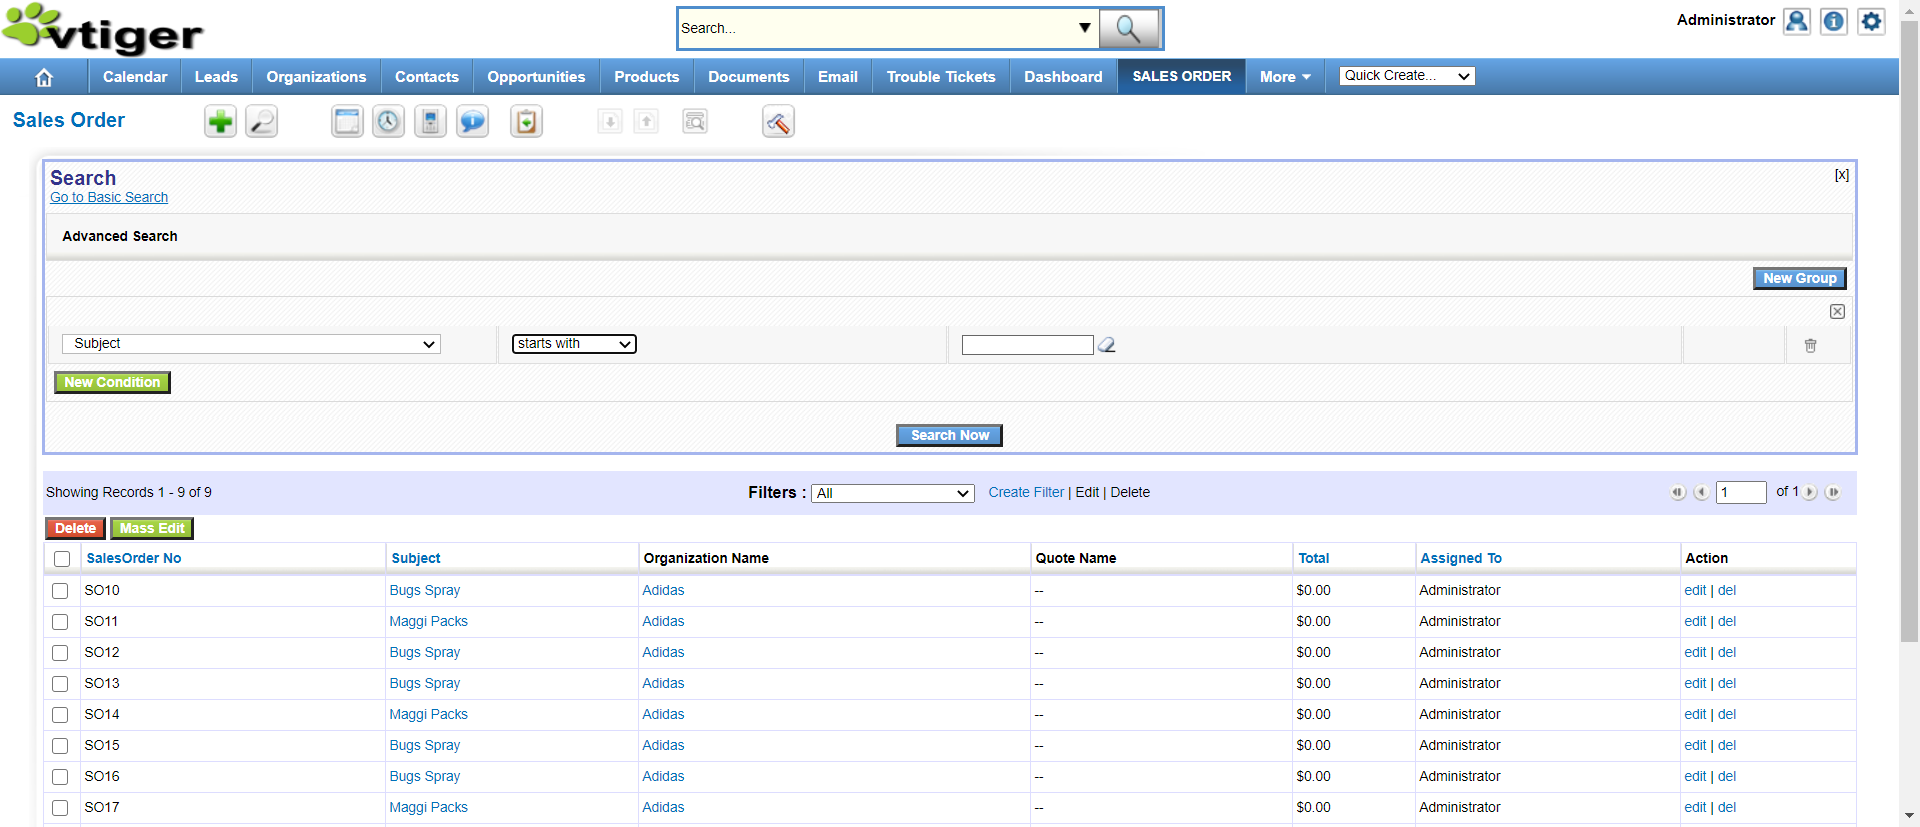 vtiger
Search...
Administrator
Calendar Leads Organizations Contacts Opportunities Products Documents Email Trouble Tickets Dashboard SALES ORDER More Quick Create...
Sales Order
Search
[x]
Go to Basic Search
Advanced Search
New Group
Subject starts with
New Condition
Search Now
Showing Records 1 - 9 of 9 Filters : All Create Filter | Edit | Delete 1 of 1
Delete Mass Edit
SalesOrder No Subject Organization Name Quote Name Total Assigned To Action
SO10 Bugs Spray Adidas -- $0.00 Administrator edit | del
SO11 Maggi Packs Adidas -- $0.00 Administrator edit | del
SO12 Bugs Spray Adidas -- $0.00 Administrator edit | del
SO13 Bugs Spray Adidas -- $0.00 Administrator edit | del
SO14 Maggi Packs Adidas -- $0.00 Administrator edit | del
SO15 Bugs Spray Adidas -- $0.00 Administrator edit | del
SO16 Bugs Spray Adidas -- $0.00 Administrator edit | del
SO17 Maggi Packs Adidas -- $0.00 Administrator edit | del